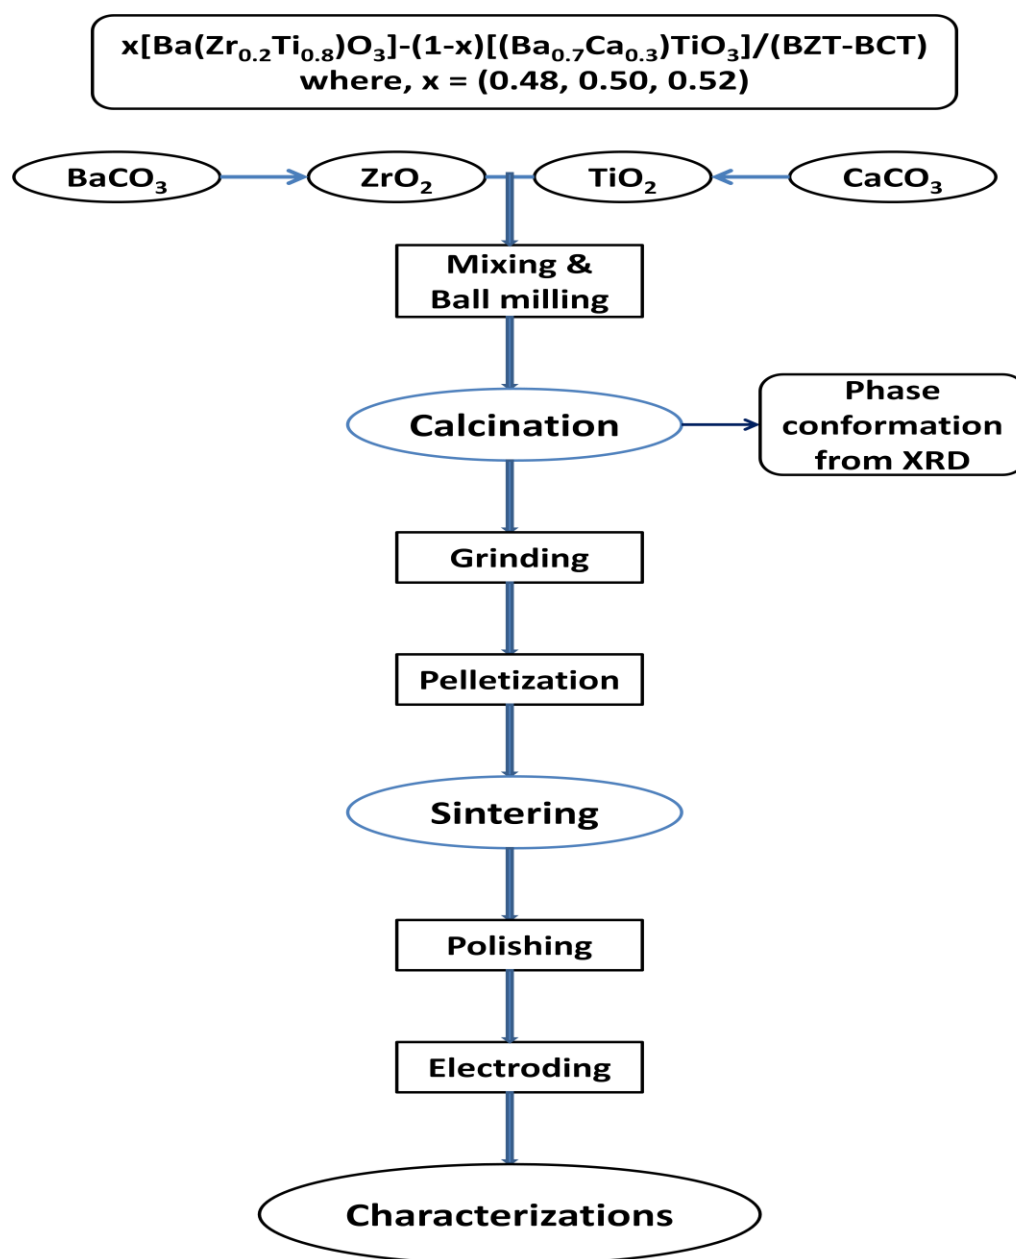 x[Ba(Zr₀.₂Ti₀.₈)O₃]-(1-x)[(Ba₀.₇Ca₀.₃)TiO₃]/(BZT-BCT)
where, x = (0.48, 0.50, 0.52)
BaCO₃ ZrO₂ TiO₂ CaCO₃
Mixing &
Ball milling
Calcination
Phase
conformation
from XRD
Grinding
Pelletization
Sintering
Polishing
Electroding
Characterizations